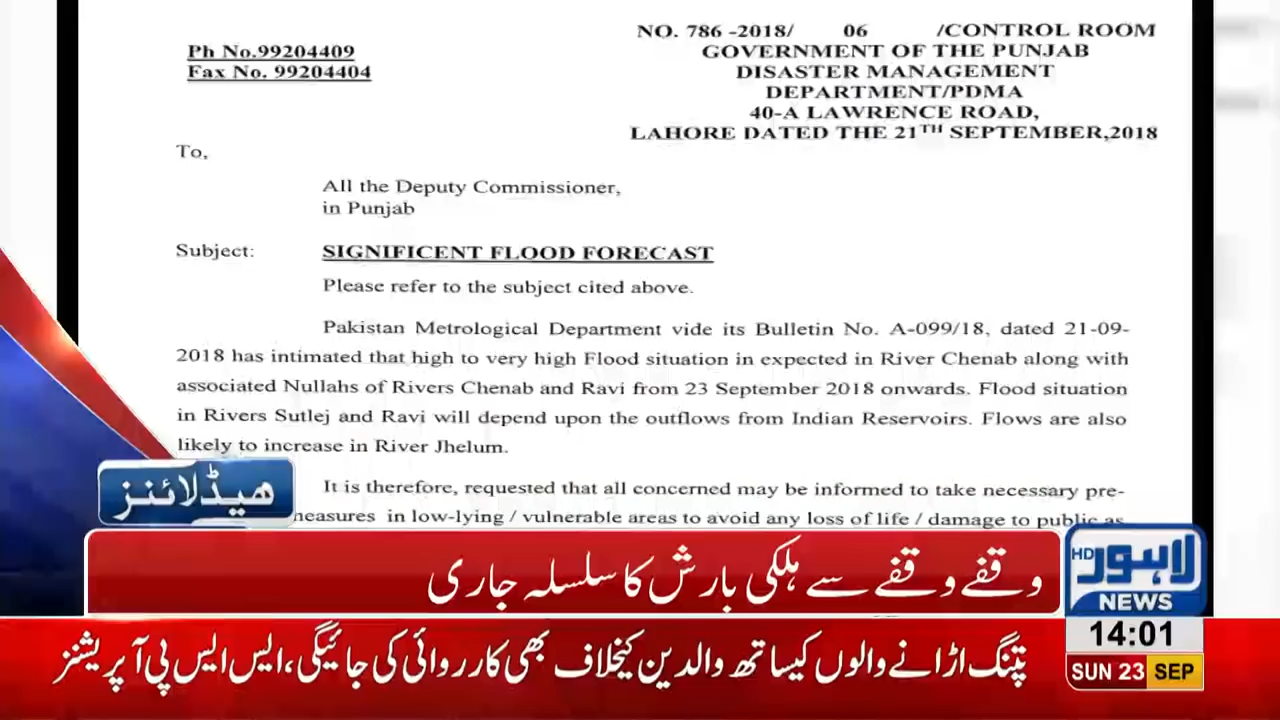 Ph No.99204409
Fax No. 99204404
NO. 786 -2018/ 06 /CONTROL ROOM
GOVERNMENT OF THE PUNJAB
DISASTER MANAGEMENT
DEPARTMENT/PDMA
40-A LAWRENCE ROAD,
LAHORE DATED THE 21TH SEPTEMBER,2018
To,
All the Deputy Commissioner,
in Punjab
Subject: SIGNIFICENT FLOOD FORECAST
Please refer to the subject cited above.
Pakistan Metrological Department vide its Bulletin No. A-099/18, dated 21-09-
2018 has intimated that high to very high Flood situation in expected in River Chenab along with
associated Nullahs of Rivers Chenab and Ravi from 23 September 2018 onwards. Flood situation
in Rivers Sutlej and Ravi will depend upon the outflows from Indian Reservoirs. Flows are also
likely to increase in River Jhelum.
It is therefore, requested that all concerned may be informed to take necessary pre-
measures in low-lying / vulnerable areas to avoid any loss of life / damage to public as
ہیڈلائنز
وقفے وقفے سے ہلکی بارش کا سلسلہ جاری
HD لاہور
NEWS
14:01
SUN 23 SEP
پتنگ اڑانے والوں کیساتھ والدین کیخلاف بھی کارروائی کی جائیگی، ایس ایس پی آپریشنز